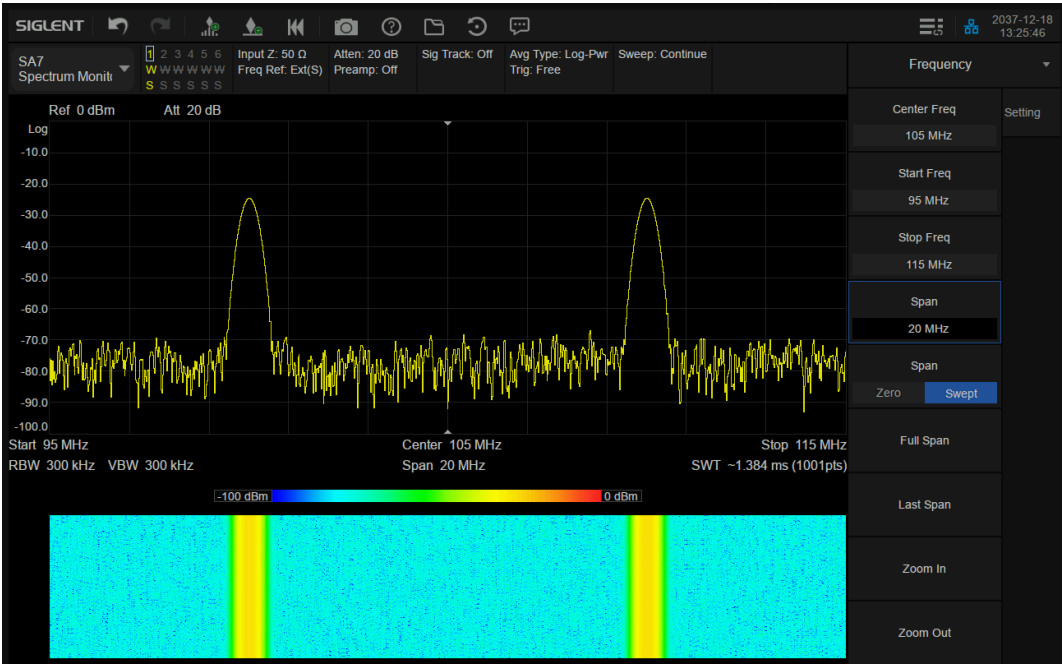 SIGLENT
2037-12-18
13:25:46
SA7
Spectrum Monit
1 2 3 4 5 6
W W W W W W
S S S S S S
Input Z: 50 Ω
Freq Ref: Ext(S)
Atten: 20 dB
Preamp: Off
Sig Track: Off
Avg Type: Log-Pwr
Trig: Free
Sweep: Continue
Frequency
Ref 0 dBm Att 20 dB
Log
-10.0
-20.0
-30.0
-40.0
-50.0
-60.0
-70.0
-80.0
-90.0
-100.0
Start 95 MHz Center 105 MHz Stop 115 MHz
RBW 300 kHz VBW 300 kHz Span 20 MHz SWT ~1.384 ms (1001pts)
-100 dBm 0 dBm
Center Freq
105 MHz
Setting
Start Freq
95 MHz
Stop Freq
115 MHz
Span
20 MHz
Span
Zero Swept
Full Span
Last Span
Zoom In
Zoom Out